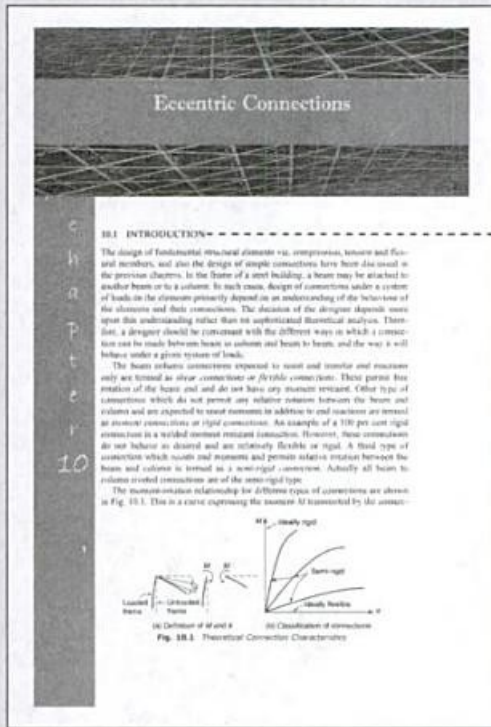 Eccentric Connections
chapter
10
10.1 INTRODUCTION
The design of fundamental structural elements viz. compression, tension and flex-
ural members, and also the design of simple connections have been discussed in
the previous chapters. In the frame of a steel building, a beam may be attached to
another beam or to a column. In such cases, design of connections under a system
of loads on the elements primarily depend on an understanding of the behaviour of
the elements and their connections. The decision of the designer depends more
upon this understanding rather than on sophisticated theoretical analysis. There-
fore, a designer should be conversant with the different ways in which a connec-
tion can be made between beam to column and beam to beam, and the way it will
behave under a given system of loads.
The beam column connections expected to resist and transfer end reactions
only are termed as shear connections or flexible connections. These permit free
rotation of the beam end and do not have any moment restraint. Other type of
connections which do not permit any relative rotation between the beam and
column and are expected to resist moments in addition to end reactions are termed
as moment connections or rigid connections. An example of a 100 per cent rigid
connection is a welded moment resistant connection. However, these connections
do not behave as desired and are relatively flexible or rigid. A third type of
connection which resists end moments and permits relative rotation between the
beam and column is termed as a semi-rigid connection. Actually all beam to
column riveted connections are of the semi-rigid type.
The moment-rotation relationship for different types of connections are shown
in Fig. 10.1. This is a curve expressing the moment M transmitted by the connec-
M
Ideally rigid
M M
Semi-rigid
Loaded frame
Unloaded frame
Ideally flexible
(a) Definition of M and θ (b) Classification of connections
Fig. 10.1 Theoretical Connection Characteristics